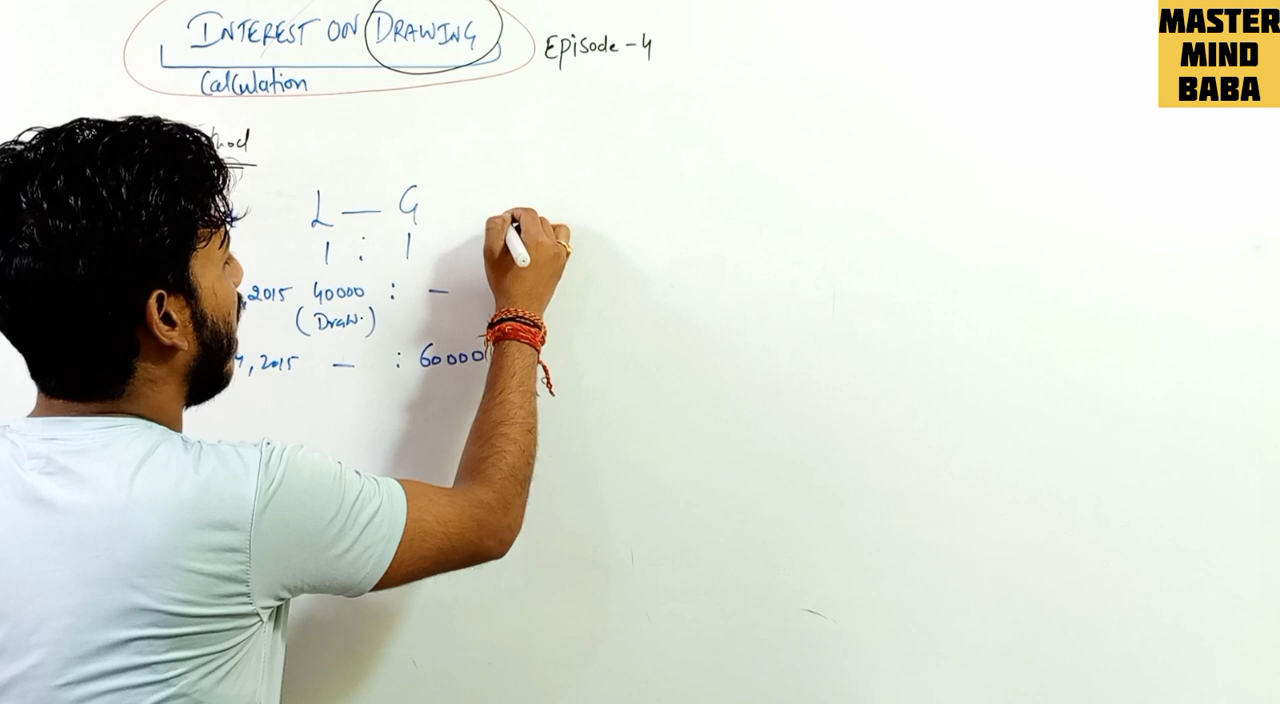 INTEREST ON DRAWING
Episode - 4
Calculation
L — G
1 : 1
,2015 40000 : –
(Draw.)
,2015 — : 60000
MASTER
MIND
BABA